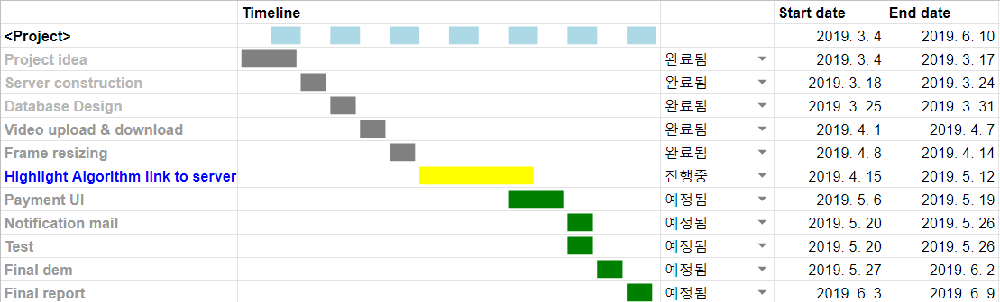 Timeline Start date End date
<Project> 2019. 3. 4 2019. 6. 10
Project idea 완료됨 2019. 3. 4 2019. 3. 17
Server construction 완료됨 2019. 3. 18 2019. 3. 24
Database Design 완료됨 2019. 3. 25 2019. 3. 31
Video upload & download 완료됨 2019. 4. 1 2019. 4. 7
Frame resizing 완료됨 2019. 4. 8 2019. 4. 14
Highlight Algorithm link to server 진행중 2019. 4. 15 2019. 5. 12
Payment UI 예정됨 2019. 5. 6 2019. 5. 19
Notification mail 예정됨 2019. 5. 20 2019. 5. 26
Test 예정됨 2019. 5. 20 2019. 5. 26
Final dem 예정됨 2019. 5. 27 2019. 6. 2
Final report 예정됨 2019. 6. 3 2019. 6. 9